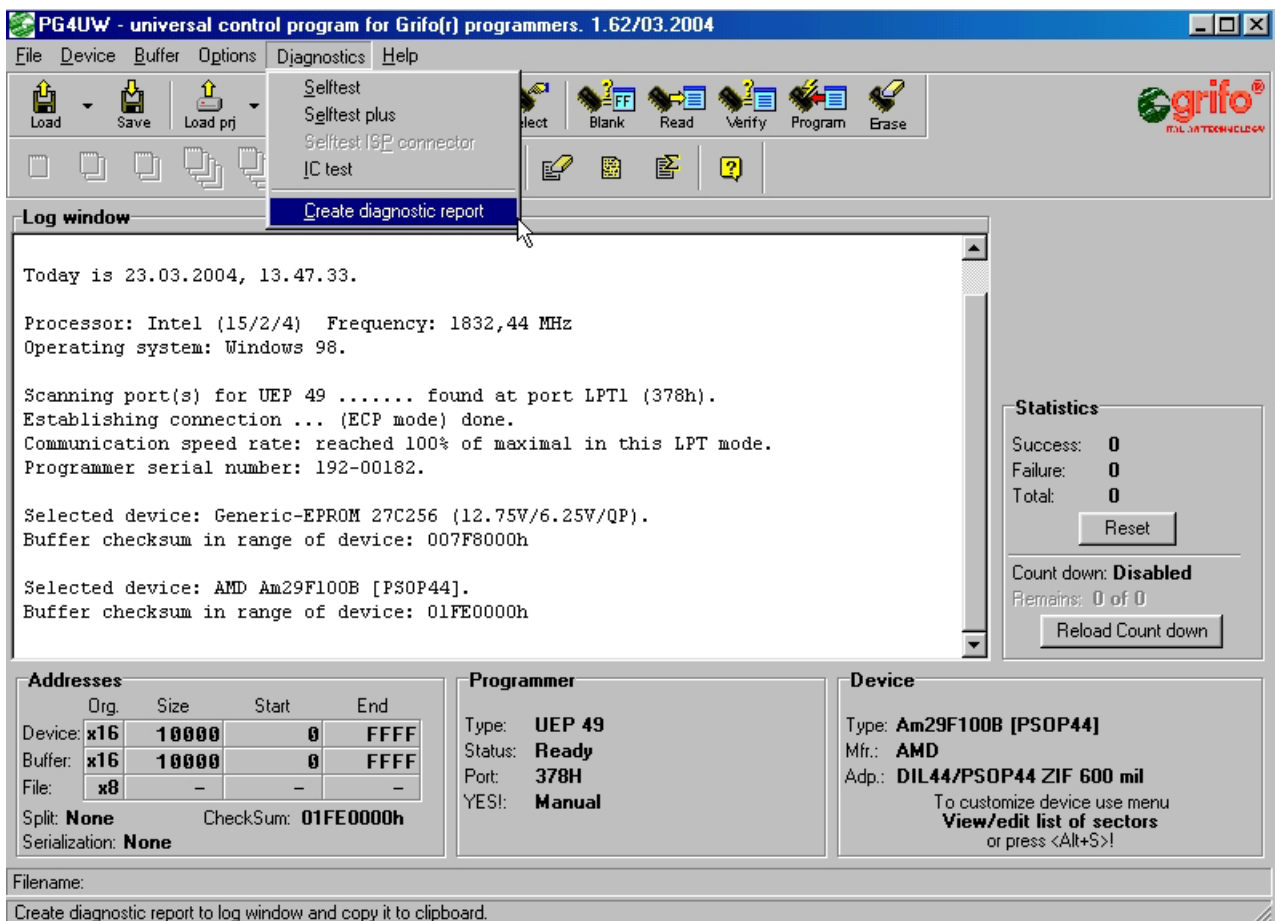 PG4UW - universal control program for Grifo(r) programmers. 1.62/03.2004
File Device Buffer Options Diagnostics Help
Load Save Load prj Blank Read Verify Program Erase
grifo®
ITALIAN TECHNOLOGY
Selftest
Selftest plus
Selftest ISP connector
IC test
Create diagnostic report
Log window
Today is 23.03.2004, 13.47.33.
Processor: Intel (15/2/4) Frequency: 1832,44 MHz
Operating system: Windows 98.
Scanning port(s) for UEP 49 ....... found at port LPT1 (378h).
Establishing connection ... (ECP mode) done.
Communication speed rate: reached 100% of maximal in this LPT mode.
Programmer serial number: 192-00182.
Selected device: Generic-EPROM 27C256 (12.75V/6.25V/QP).
Buffer checksum in range of device: 007F8000h
Selected device: AMD Am29F100B [PSOP44].
Buffer checksum in range of device: 01FE0000h
Statistics
Success: 0
Failure: 0
Total: 0
Reset
Count down: Disabled
Remains: 0 of 0
Reload Count down
Addresses
Org. Size Start End
Device: x16 10000 0 FFFF
Buffer: x16 10000 0 FFFF
File: x8 - - -
Split: None CheckSum: 01FE0000h
Serialization: None
Programmer
Type: UEP 49
Status: Ready
Port: 378H
YES!: Manual
Device
Type: Am29F100B [PSOP44]
Mfr.: AMD
Adp.: DIL44/PSOP44 ZIF 600 mil
To customize device use menu
View/edit list of sectors
or press <Alt+S>!
Filename:
Create diagnostic report to log window and copy it to clipboard.